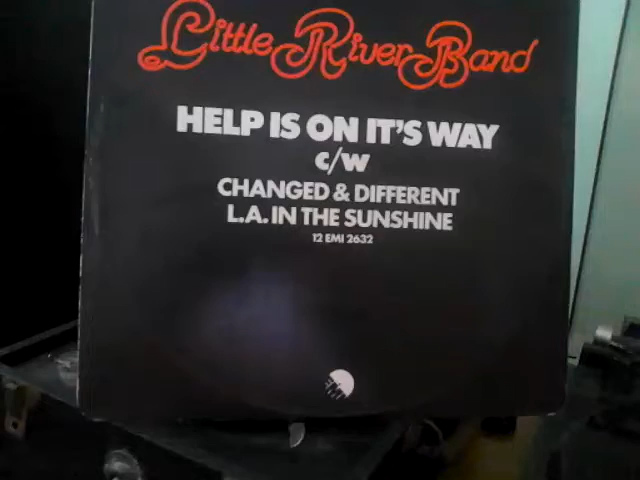 Little River Band
HELP IS ON IT'S WAY
c/w
CHANGED & DIFFERENT
L.A. IN THE SUNSHINE
12 EMI 2632